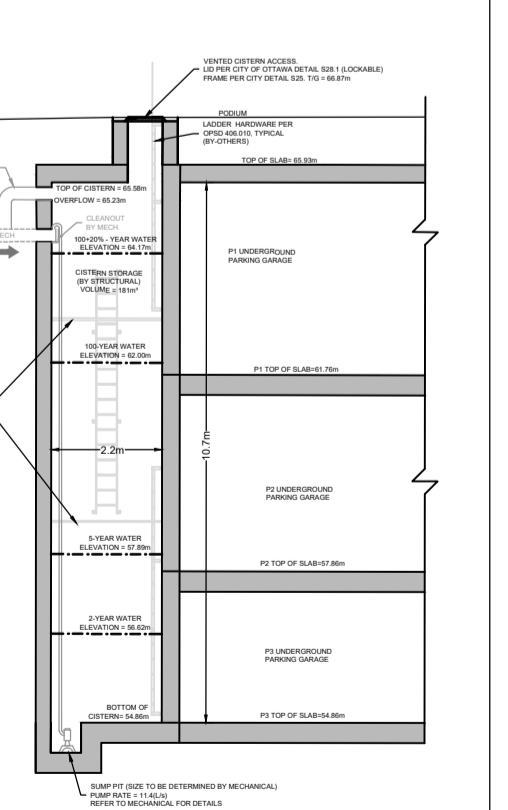 VENTED CISTERN ACCESS.
LID PER CITY OF OTTAWA DETAIL S28.1 (LOCKABLE)
FRAME PER CITY DETAIL S25. T/G = 66.87m
PODIUM
LADDER HARDWARE PER
OPSD 406.010, TYPICAL
(BY-OTHERS)
TOP OF SLAB= 65.93m
TOP OF CISTERN = 65.58m
OVERFLOW = 65.23m
CLEANOUT
BY MECH.
ECH
100+20% - YEAR WATER
ELEVATION = 64.17m
P1 UNDERGROUND
PARKING GARAGE
CISTERN STORAGE
(BY STRUCTURAL)
VOLUME = 181m³
100-YEAR WATER
ELEVATION = 62.00m
P1 TOP OF SLAB=61.76m
2.2m
10.7m
P2 UNDERGROUND
PARKING GARAGE
5-YEAR WATER
ELEVATION = 57.89m
P2 TOP OF SLAB=57.86m
2-YEAR WATER
ELEVATION = 56.62m
P3 UNDERGROUND
PARKING GARAGE
BOTTOM OF
CISTERN= 54.86m
P3 TOP OF SLAB=54.86m
SUMP PIT (SIZE TO BE DETERMINED BY MECHANICAL)
PUMP RATE = 11.4(L/s)
REFER TO MECHANICAL FOR DETAILS